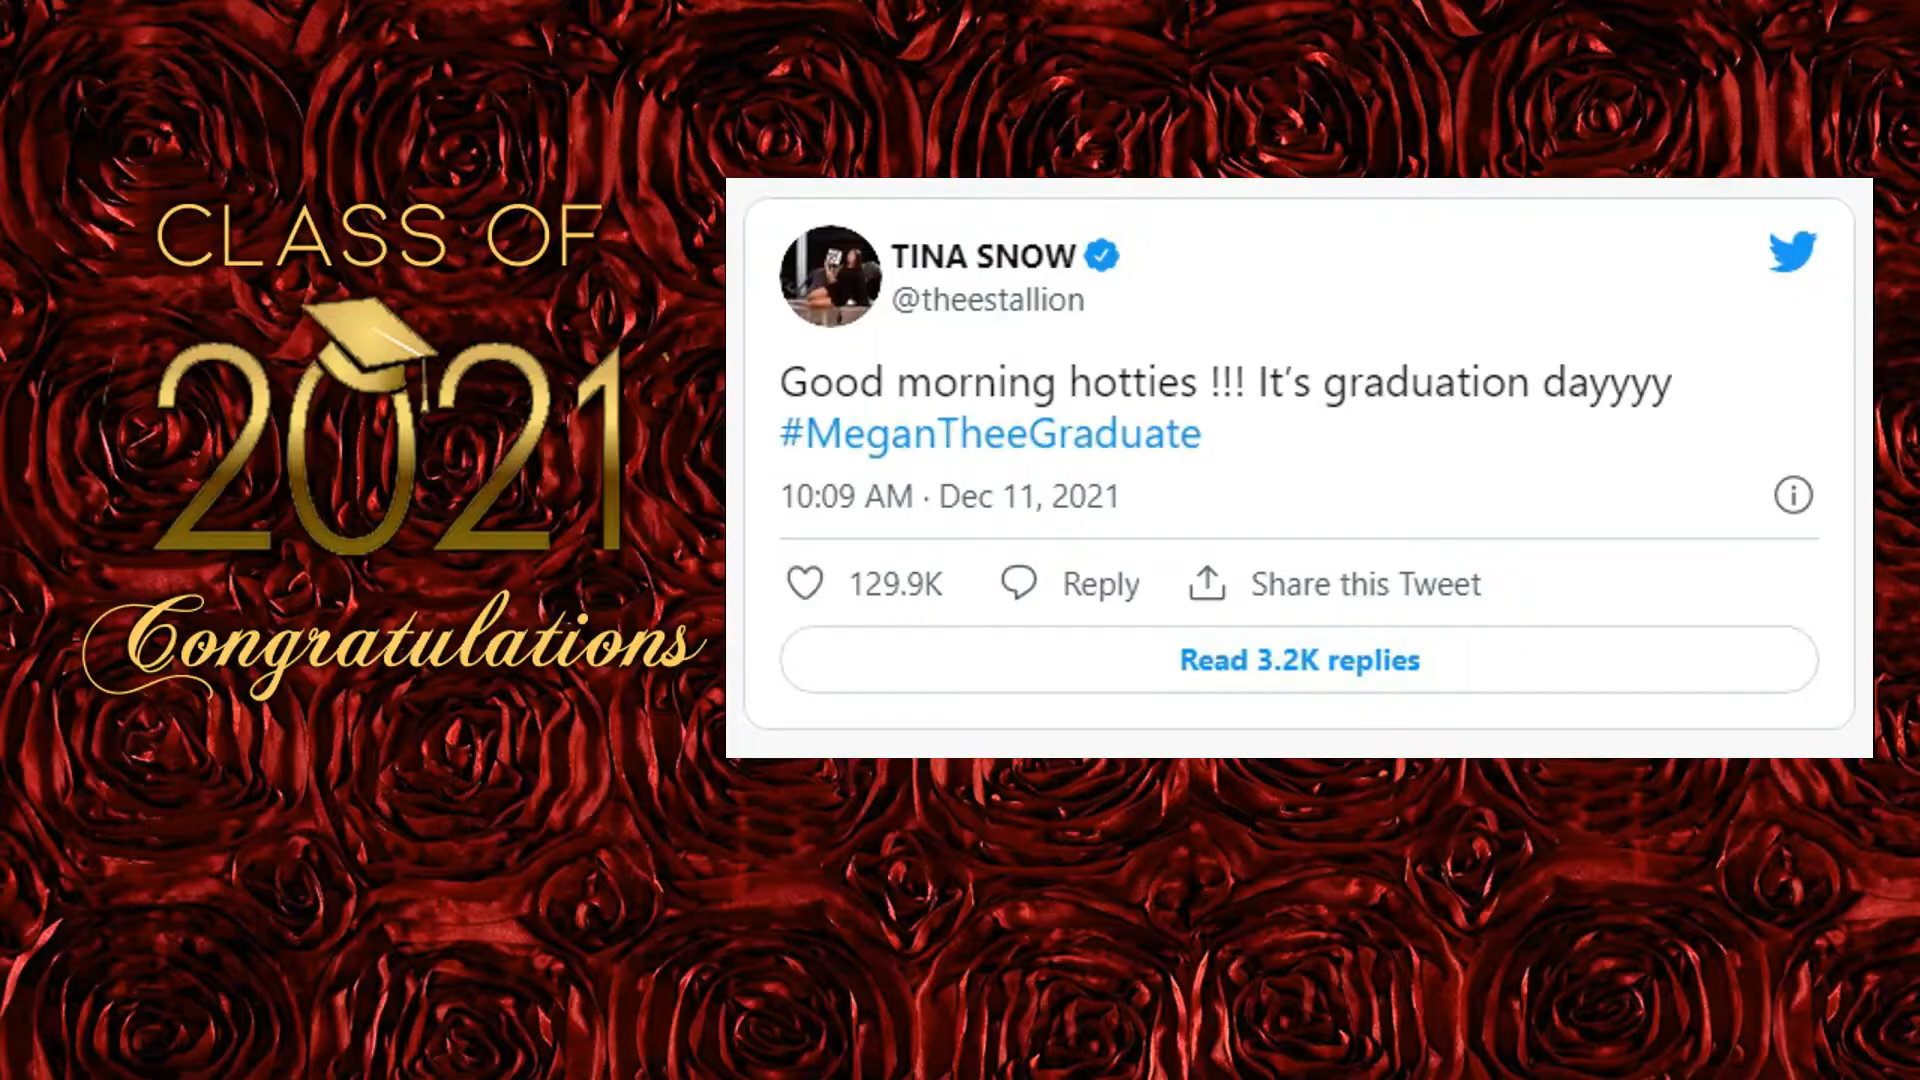 CLASS OF
2021
Congratulations
TINA SNOW
@theestallion
Good morning hotties !!! It’s graduation dayyyy
#MeganTheeGraduate
10:09 AM · Dec 11, 2021
129.9K Reply Share this Tweet
Read 3.2K replies